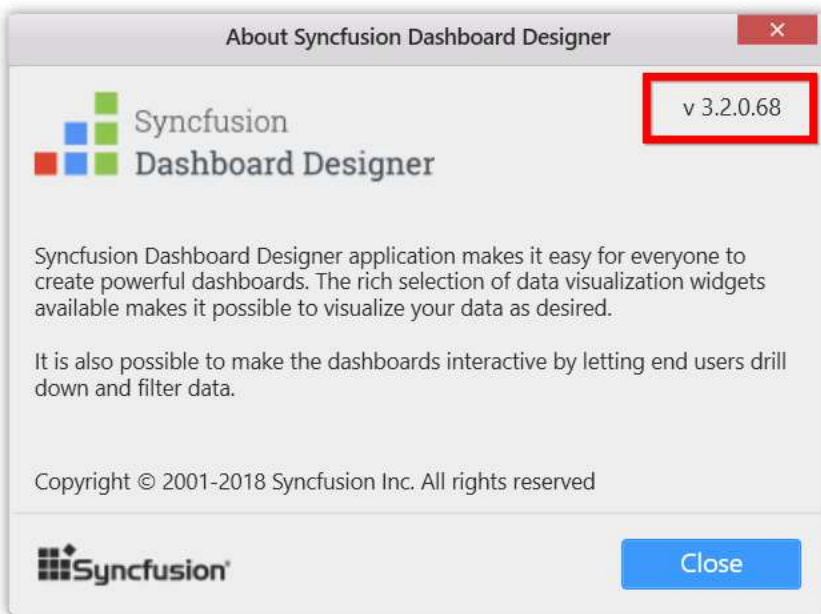 About Syncfusion Dashboard Designer
v 3.2.0.68
Syncfusion
Dashboard Designer
Syncfusion Dashboard Designer application makes it easy for everyone to
create powerful dashboards. The rich selection of data visualization widgets
available makes it possible to visualize your data as desired.
It is also possible to make the dashboards interactive by letting end users drill
down and filter data.
Copyright © 2001-2018 Syncfusion Inc. All rights reserved
Syncfusion
Close